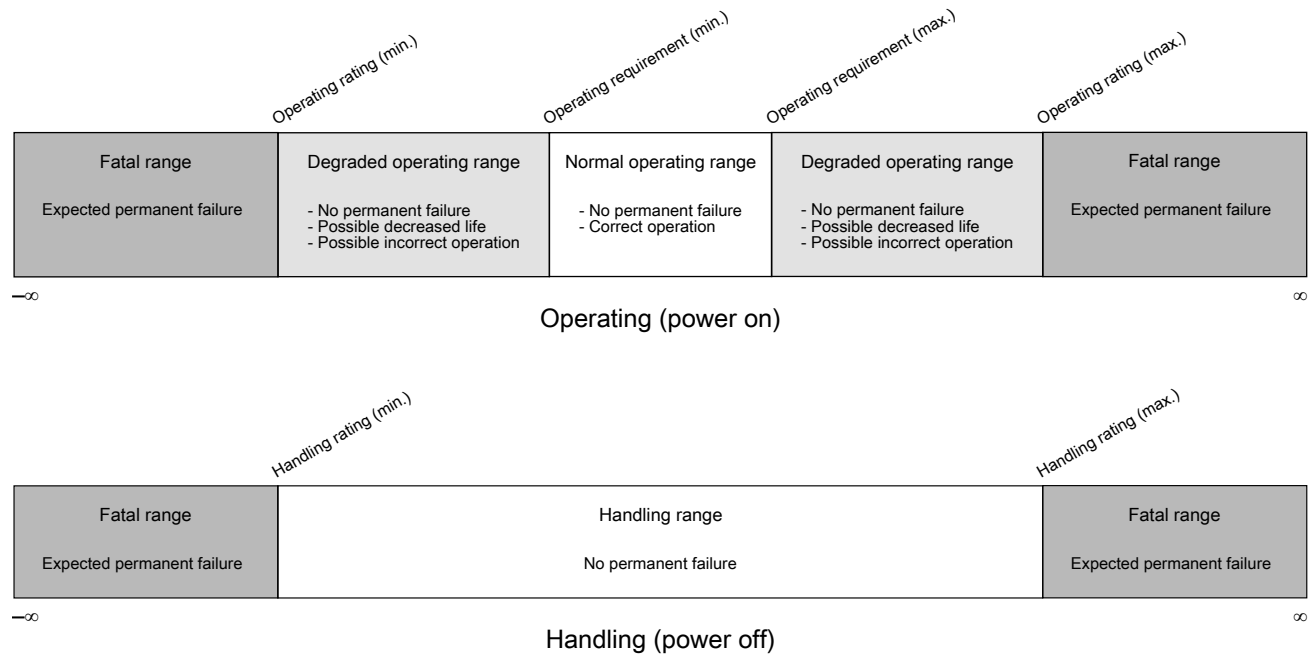 Operating rating (min.)
Operating requirement (min.)
Operating requirement (max.)
Operating rating (max.)
Fatal range
Expected permanent failure
Degraded operating range
- No permanent failure
- Possible decreased life
- Possible incorrect operation
Normal operating range
- No permanent failure
- Correct operation
Degraded operating range
- No permanent failure
- Possible decreased life
- Possible incorrect operation
Fatal range
Expected permanent failure
–∞
∞
Operating (power on)
Handling rating (min.)
Handling rating (max.)
Fatal range
Expected permanent failure
Handling range
No permanent failure
Fatal range
Expected permanent failure
–∞
∞
Handling (power off)